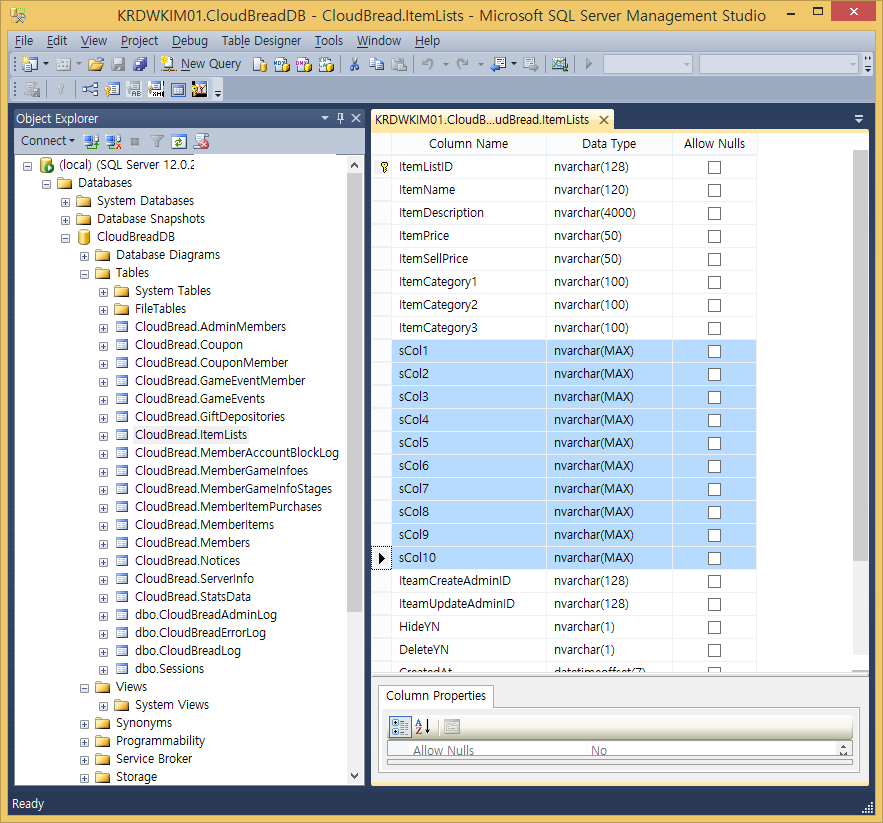 KRDWKIM01.CloudBreadDB - CloudBread.ItemLists - Microsoft SQL Server Management Studio
File Edit View Project Debug Table Designer Tools Window Help
New Query
Object Explorer
Connect
(local) (SQL Server 12.0.2
Databases
System Databases
Database Snapshots
CloudBreadDB
Database Diagrams
Tables
System Tables
FileTables
CloudBread.AdminMembers
CloudBread.Coupon
CloudBread.CouponMember
CloudBread.GameEventMember
CloudBread.GameEvents
CloudBread.GiftDepositories
CloudBread.ItemLists
CloudBread.MemberAccountBlockLog
CloudBread.MemberGameInfoes
CloudBread.MemberGameInfoStages
CloudBread.MemberItemPurchases
CloudBread.MemberItems
CloudBread.Members
CloudBread.Notices
CloudBread.ServerInfo
CloudBread.StatsData
dbo.CloudBreadAdminLog
dbo.CloudBreadErrorLog
dbo.CloudBreadLog
dbo.Sessions
Views
System Views
Synonyms
Programmability
Service Broker
Storage
KRDWKIM01.CloudB...udBread.ItemLists
Column Name Data Type Allow Nulls
ItemListID nvarchar(128)
ItemName nvarchar(120)
ItemDescription nvarchar(4000)
ItemPrice nvarchar(50)
ItemSellPrice nvarchar(50)
ItemCategory1 nvarchar(100)
ItemCategory2 nvarchar(100)
ItemCategory3 nvarchar(100)
sCol1 nvarchar(MAX)
sCol2 nvarchar(MAX)
sCol3 nvarchar(MAX)
sCol4 nvarchar(MAX)
sCol5 nvarchar(MAX)
sCol6 nvarchar(MAX)
sCol7 nvarchar(MAX)
sCol8 nvarchar(MAX)
sCol9 nvarchar(MAX)
sCol10 nvarchar(MAX)
IteamCreateAdminID nvarchar(128)
IteamUpdateAdminID nvarchar(128)
HideYN nvarchar(1)
DeleteYN nvarchar(1)
CreatedAt datetimeoffset(7)
Column Properties
Allow Nulls No
Ready